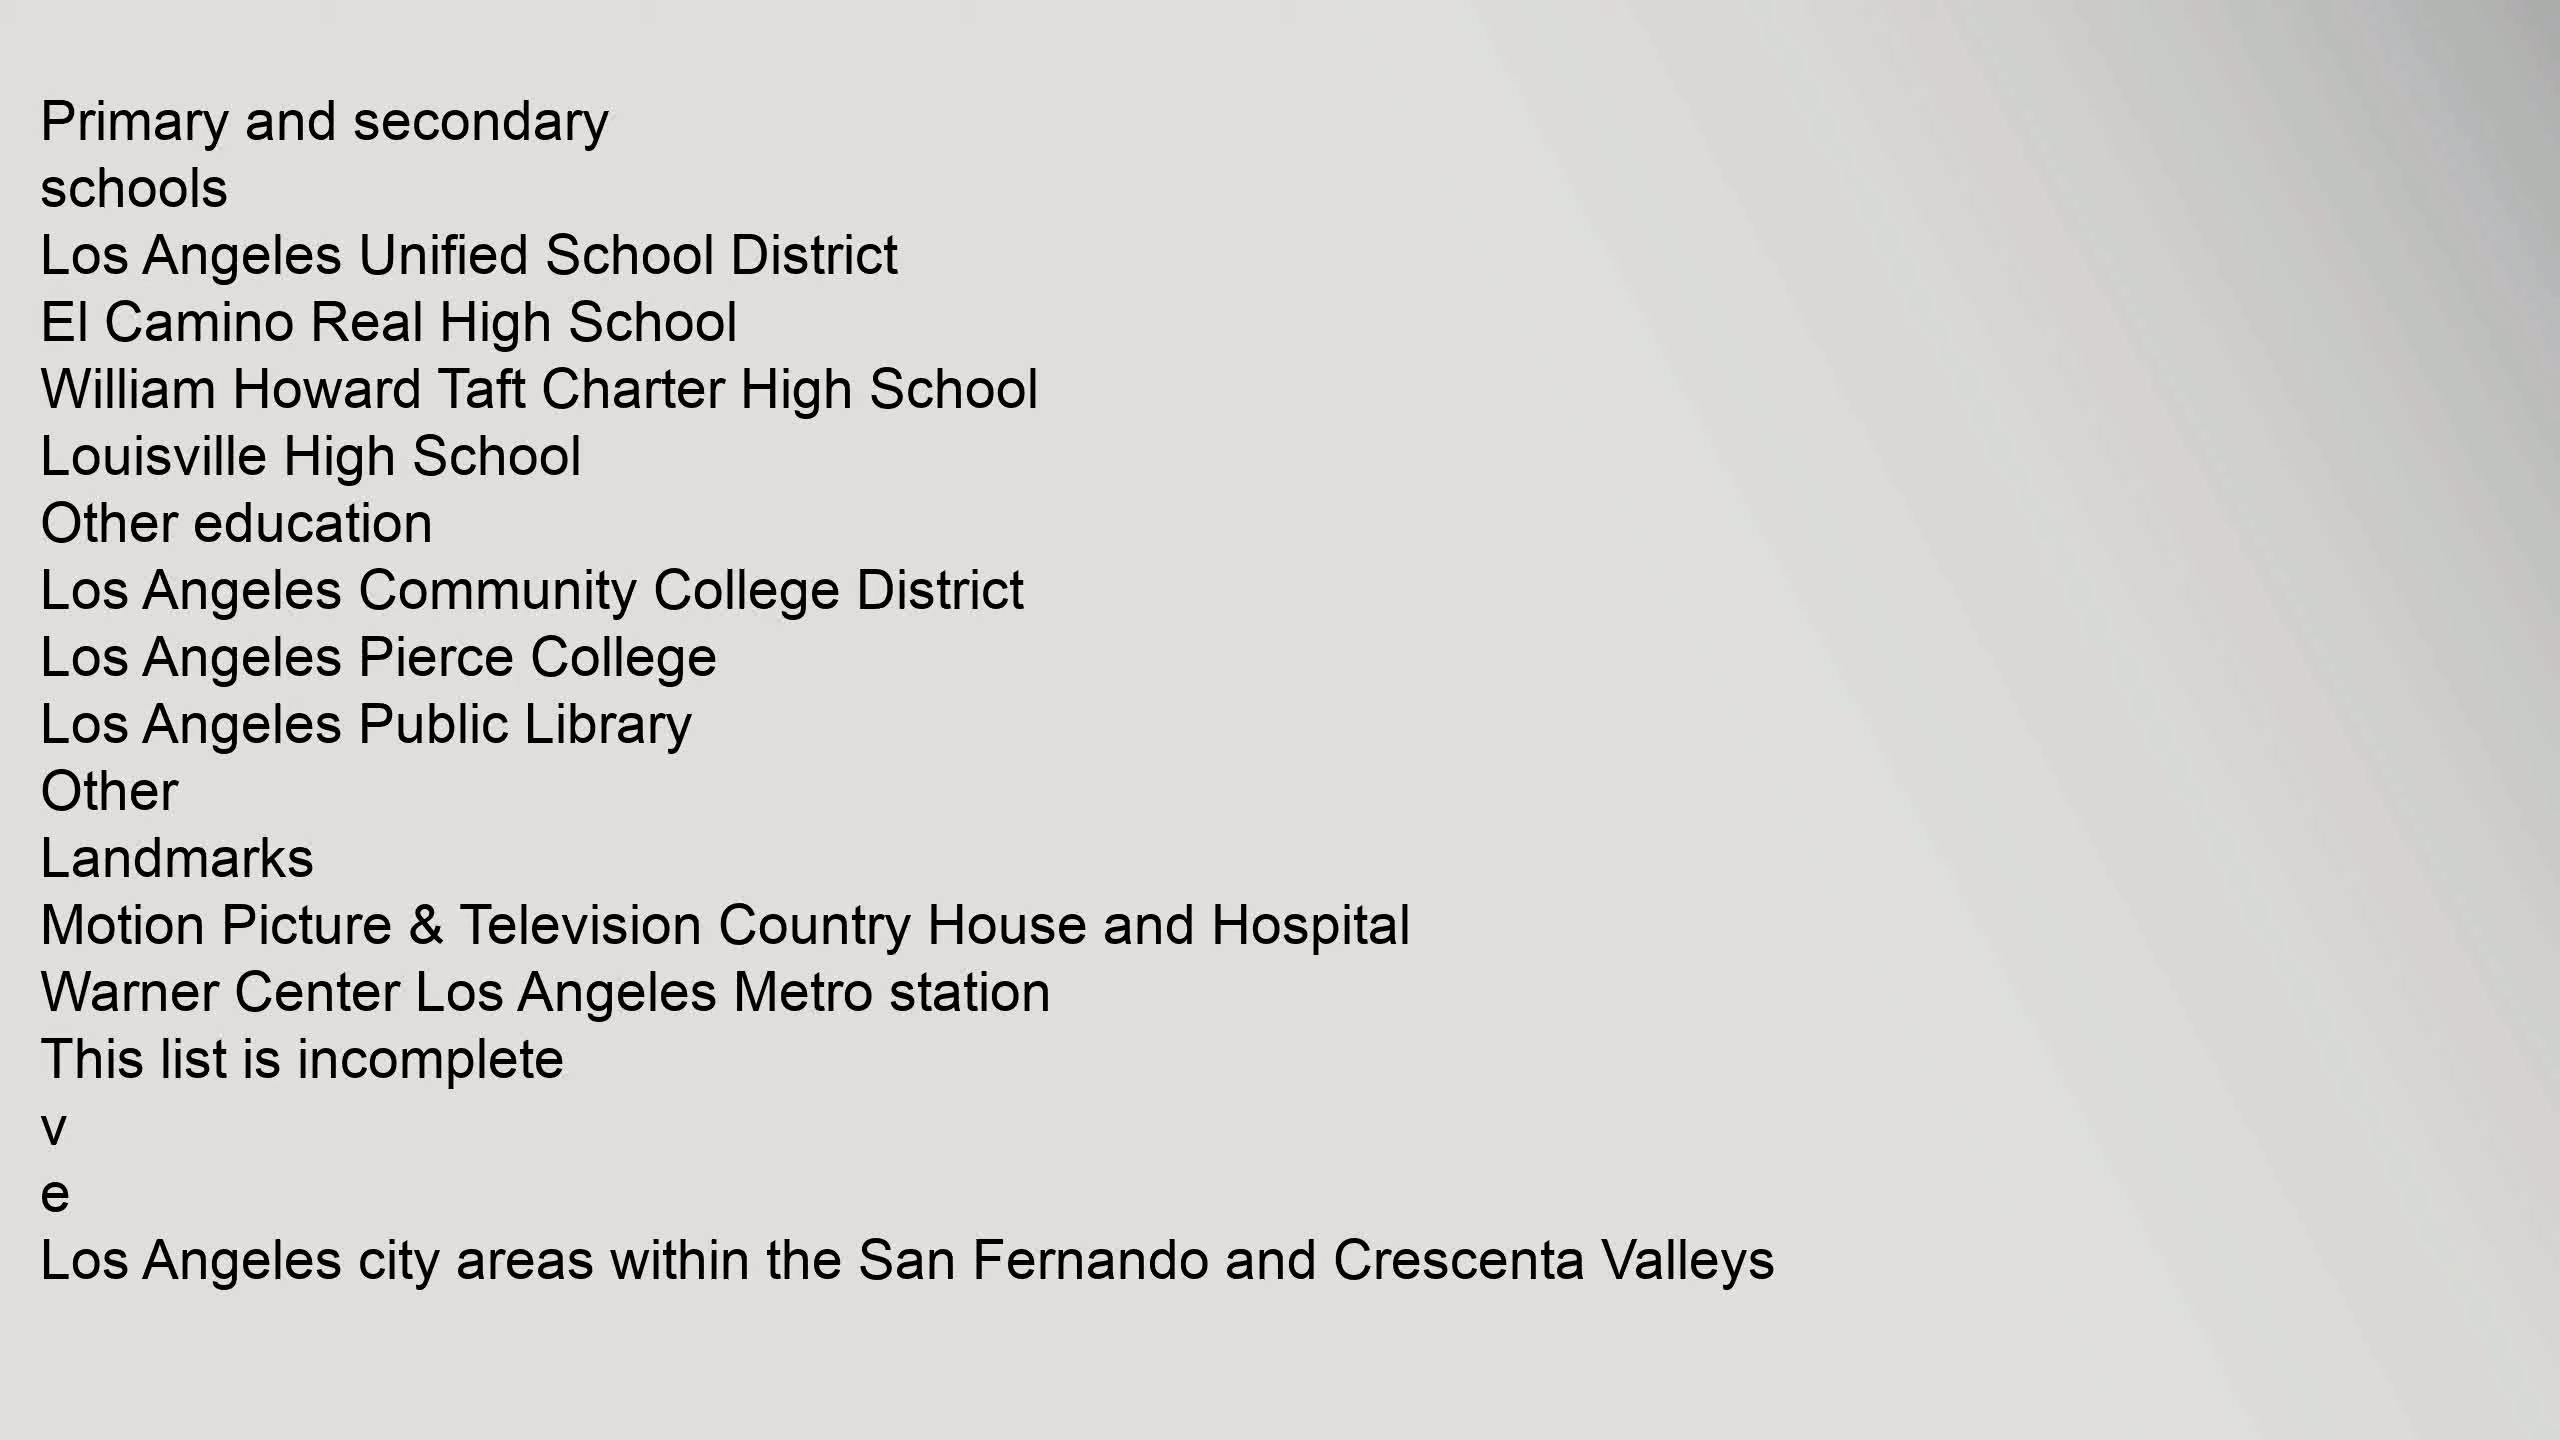 Primary and secondary
schools
Los Angeles Unified School District
El Camino Real High School
William Howard Taft Charter High School
Louisville High School
Other education
Los Angeles Community College District
Los Angeles Pierce College
Los Angeles Public Library
Other
Landmarks
Motion Picture & Television Country House and Hospital
Warner Center Los Angeles Metro station
This list is incomplete
v
e
Los Angeles city areas within the San Fernando and Crescenta Valleys